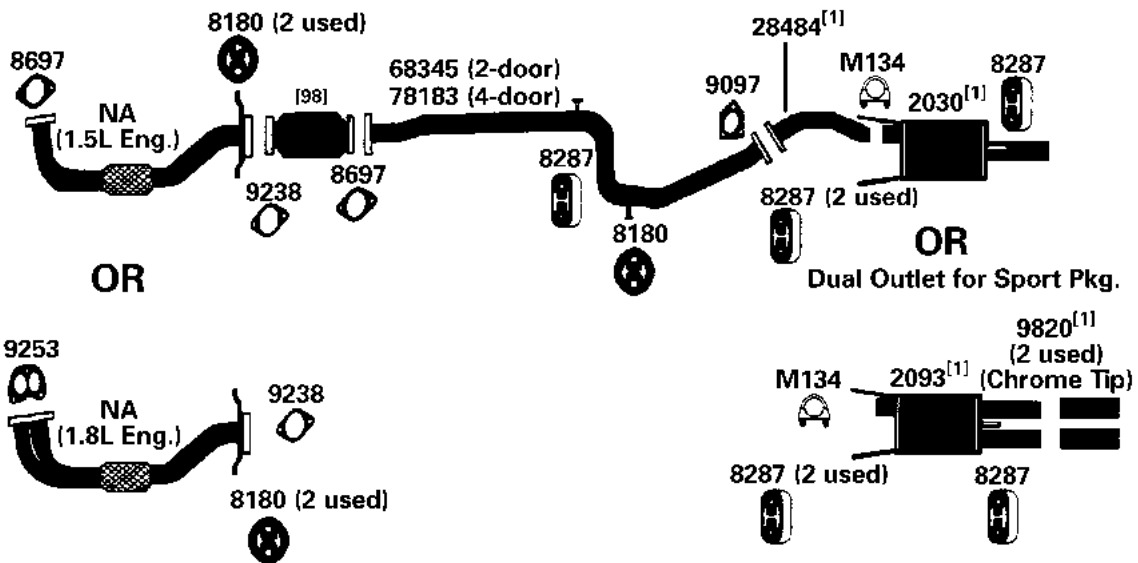 8180 (2 used)
8697
NA
(1.5L Eng.)
[98]
68345 (2-door)
78183 (4-door)
28484[1]
M134
8287
9097
2030[1]
9238
8697
8287
8180
8287 (2 used)
OR
OR
Dual Outlet for Sport Pkg.
9253
NA
(1.8L Eng.)
9238
8180 (2 used)
M134
2093[1]
9820[1]
(2 used)
(Chrome Tip)
8287 (2 used)
8287